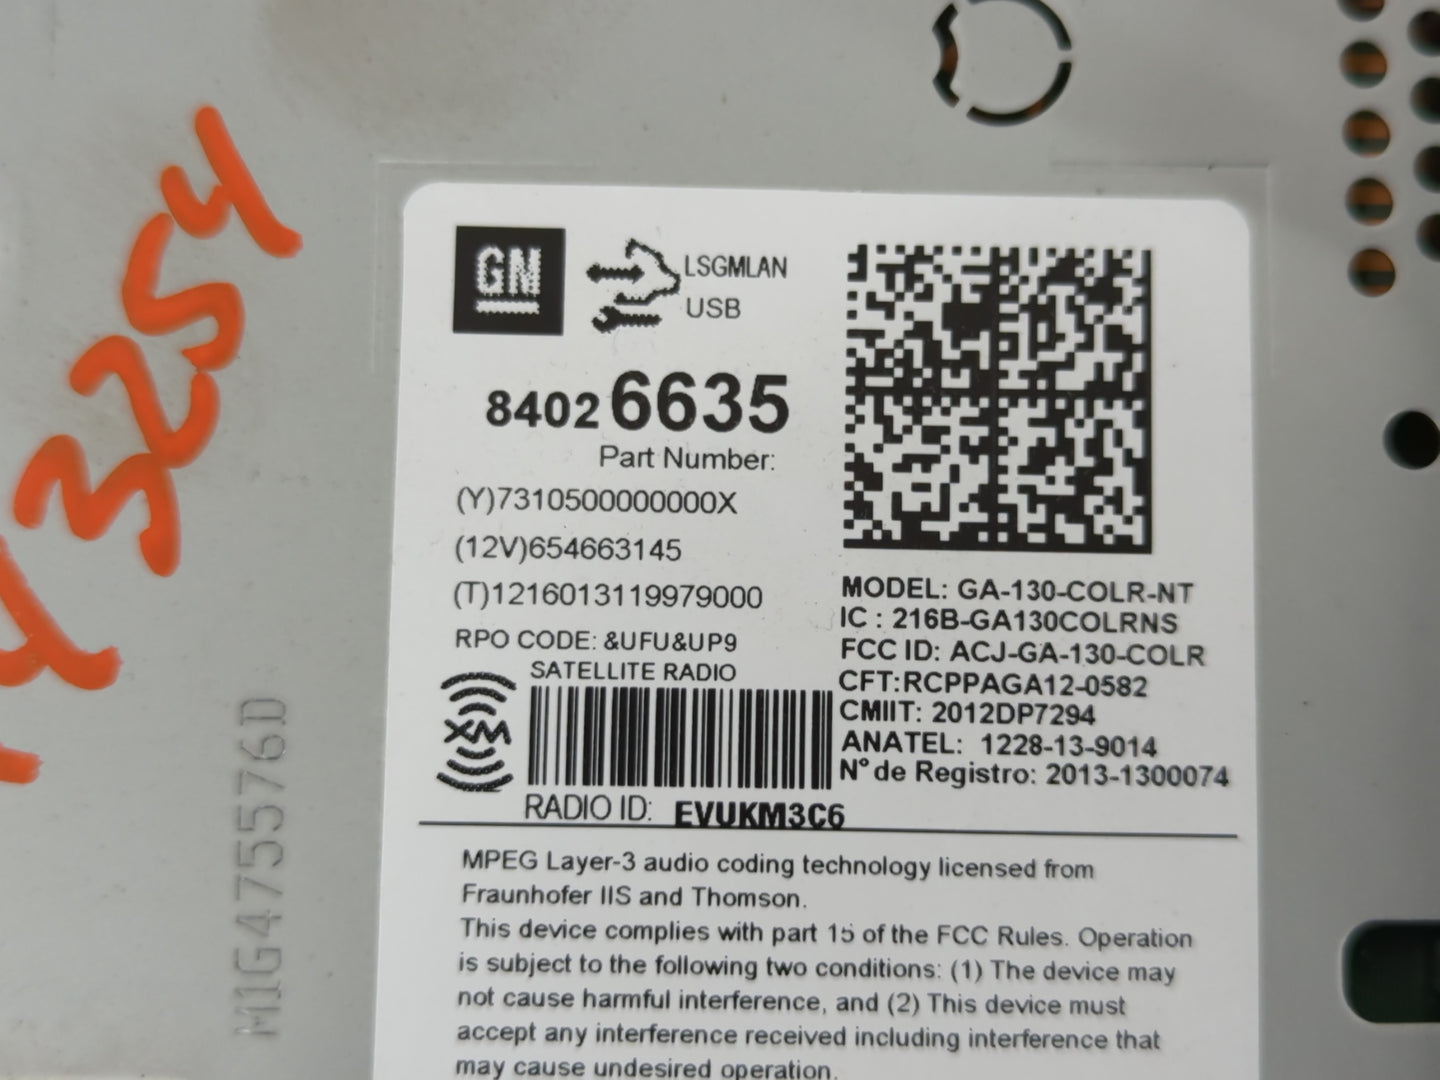 3254
GM
LSGMLAN
USB
84026635
Part Number:
(Y)7310500000000X
(12V)654663145
(T)1216013119979000
RPO CODE: &UFU&UP9
SATELLITE RADIO
XM
RADIO ID: EVUKM3C6
MODEL: GA-130-COLR-NT
IC : 216B-GA130COLRNS
FCC ID: ACJ-GA-130-COLR
CFT:RCPPAGA12-0582
CMIIT: 2012DP7294
ANATEL: 1228-13-9014
N° de Registro: 2013-1300074
MPEG Layer-3 audio coding technology licensed from
Fraunhofer IIS and Thomson.
This device complies with part 15 of the FCC Rules. Operation
is subject to the following two conditions: (1) The device may
not cause harmful interference, and (2) This device must
accept any interference received including interference that
may cause undesired operation.
M1G475576D